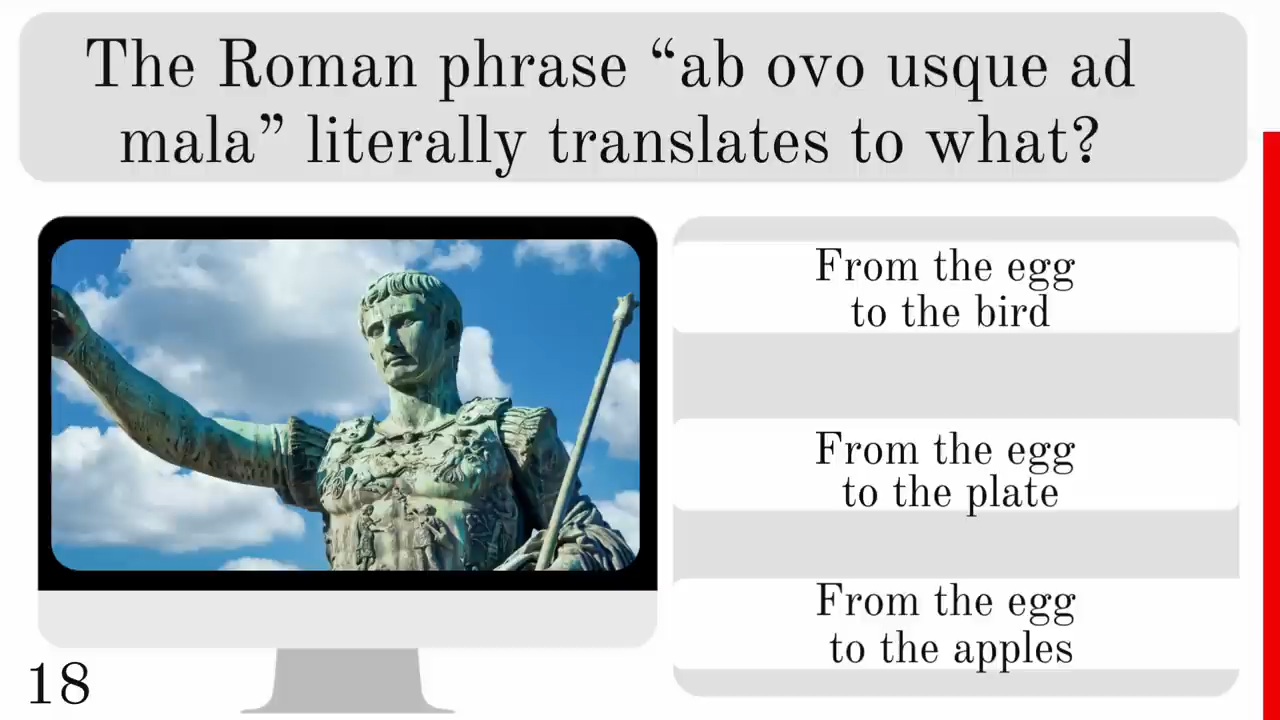 The Roman phrase “ab ovo usque ad
mala” literally translates to what?
From the egg
to the bird
From the egg
to the plate
From the egg
to the apples
18